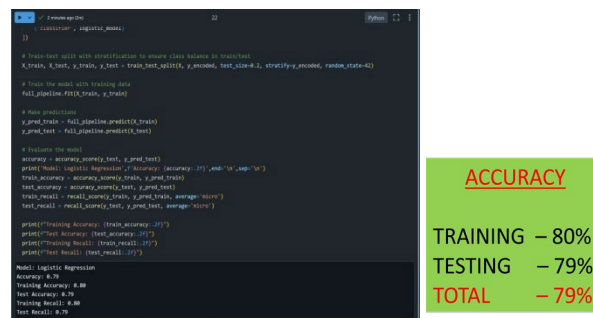 2 minutes ago (3s)
22
Python
('classifier', logistic_model)
])
# Train-test split with stratification to ensure class balance in train/test
X_train, X_test, y_train, y_test = train_test_split(X, y_encoded, test_size=0.2, stratify=y_encoded, random_state=42)
# Train the model with training data
full_pipeline.fit(X_train, y_train)
# Make predictions
y_pred_train = full_pipeline.predict(X_train)
y_pred_test = full_pipeline.predict(X_test)
# Evaluate the model
accuracy = accuracy_score(y_test, y_pred_test)
print('Model: Logistic Regression',f'Accuracy: {accuracy:.2f}',end='\n',sep='\n')
train_accuracy = accuracy_score(y_train, y_pred_train)
test_accuracy = accuracy_score(y_test, y_pred_test)
train_recall = recall_score(y_train, y_pred_train, average='micro')
test_recall = recall_score(y_test, y_pred_test, average='micro')
print(f"Training Accuracy: {train_accuracy:.2f}")
print(f"Test Accuracy: {test_accuracy:.2f}")
print(f"Training Recall: {train_recall:.2f}")
print(f"Test Recall: {test_recall:.2f}")
Model: Logistic Regression
Accuracy: 0.79
Training Accuracy: 0.80
Test Accuracy: 0.79
Training Recall: 0.80
Test Recall: 0.79
ACCURACY
TRAINING – 80%
TESTING – 79%
TOTAL – 79%